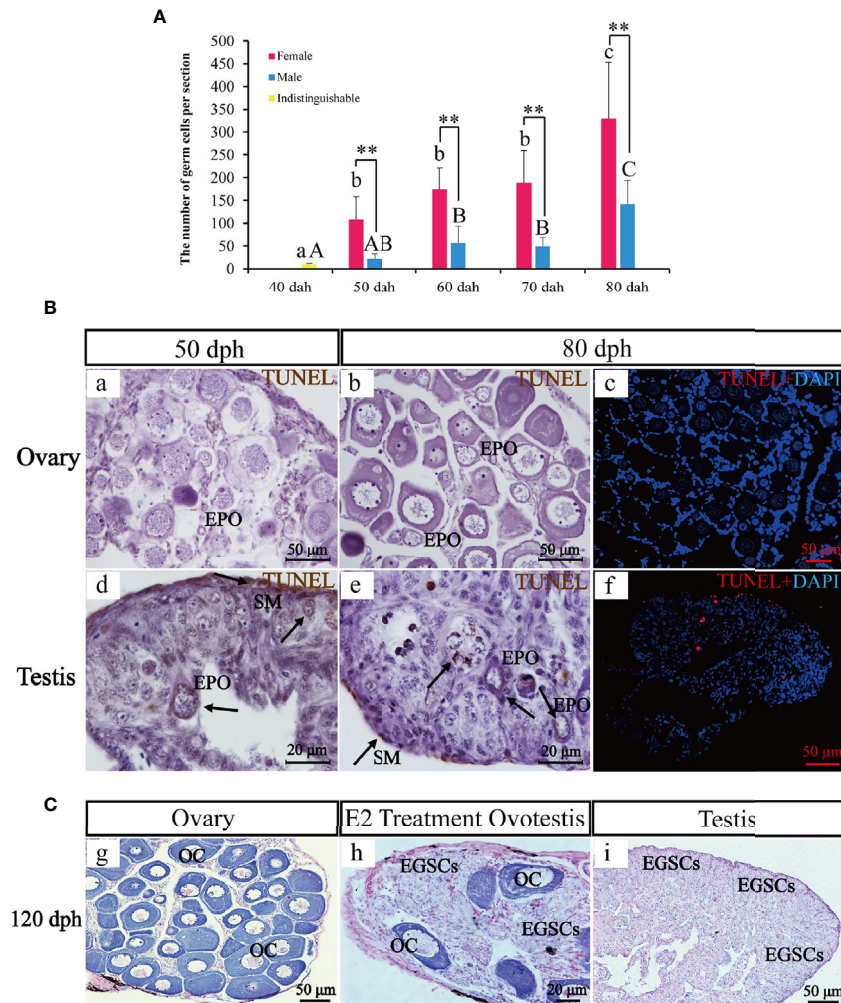 A
500
450
400
350
300
250
200
150
100
50
0
The number of germ cells per section
Female
Male
Indistinguishable
aA
b
**
AB
b
**
B
b
**
B
c
**
C
40 dah 50 dah 60 dah 70 dah 80 dah
B
50 dph 80 dph
Ovary
a TUNEL
EPO
50 μm
b TUNEL
EPO
EPO
50 μm
c TUNEL+DAPI
50 μm
Testis
d TUNEL
SM
EPO
20 μm
e TUNEL
EPO
EPO
SM
20 μm
f TUNEL+DAPI
50 μm
C
Ovary E2 Treatment Ovotestis Testis
120 dph
g OC
OC
50 μm
h EGSCs
OC
EGSCs
OC
20 μm
i EGSCs
EGSCs
EGSCs
50 μm